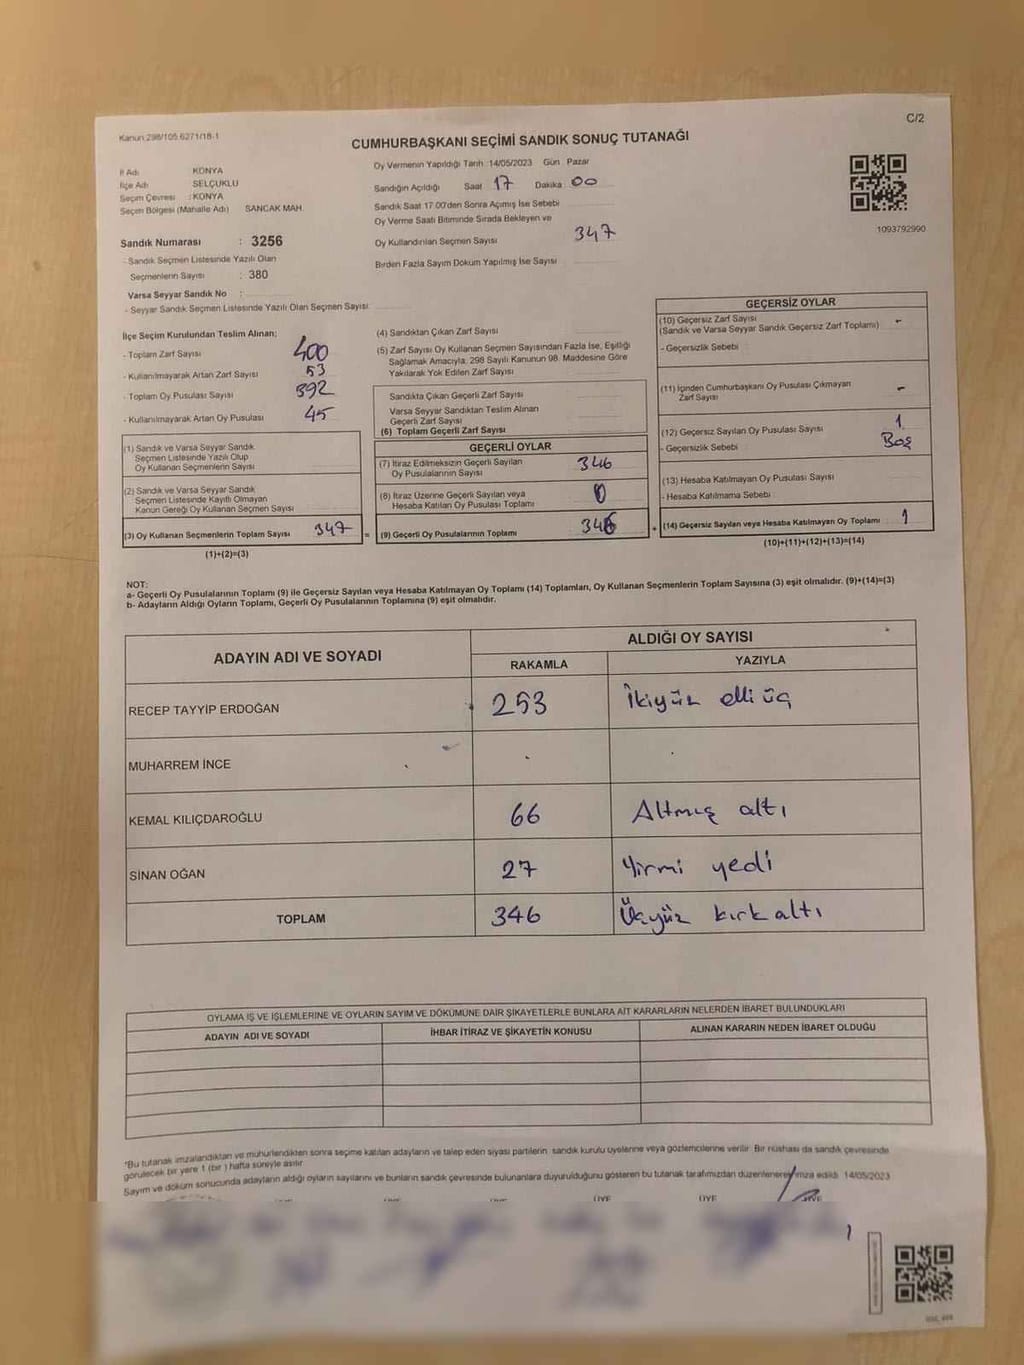 C/2
Kanun 298/105 6271/18-1
CUMHURBAŞKANI SEÇİMİ SANDIK SONUÇ TUTANAĞI
İl Adı KONYA
İlçe Adı SELÇUKLU
Seçim Çevresi : KONYA
Seçim Bölgesi (Mahalle Adı) SANCAK MAH.
Oy Vermenin Yapıldığı Tarih :14/05/2023 Gün Pazar
Sandığın Açıldığı Saat 17 Dakika 00
Sandık Saat 17.00'den Sonra Açımış İse Sebebi
Oy Verme Saati Bitiminde Sırada Bekleyen ve
Oy Kullandırılan Seçmen Sayısı 347
Birden Fazla Sayım Döküm Yapılmış İse Sayısı
1093792990
Sandık Numarası : 3256
- Sandık Seçmen Listesinde Yazılı Olan
Seçmenlerin Sayısı : 380
Varsa Seyyar Sandık No :
- Seyyar Sandık Seçmen Listesinde Yazılı Olan Seçmen Sayısı
İlçe Seçim Kurulundan Teslim Alınan;
- Toplam Zarf Sayısı 400
- Kullanılmayarak Artan Zarf Sayısı 53
- Toplam Oy Pusulası Sayısı 392
- Kullanılmayarak Artan Oy Pusulası 45
(1) Sandık ve Varsa Seyyar Sandık
Seçmen Listesinde Yazılı Olup
Oy Kullanan Seçmenlerin Sayısı
(2) Sandık ve Varsa Seyyar Sandık
Seçmen Listesinde Kayıtlı Olmayan
Kanun Gereği Oy Kullanan Seçmen Sayısı
(3) Oy Kullanan Seçmenlerin Toplam Sayısı 347 =
(1)+(2)=(3)
(4) Sandıktan Çıkan Zarf Sayısı
(5) Zarf Sayısı Oy Kullanan Seçmen Sayısından Fazla İse, Eşitliği
Sağlamak Amacıyla, 298 Sayılı Kanunun 98. Maddesine Göre
Yakılarak Yok Edilen Zarf Sayısı
Sandıkta Çıkan Geçerli Zarf Sayısı
Varsa Seyyar Sandıktan Teslim Alınan
Geçerli Zarf Sayısı
(6) Toplam Geçerli Zarf Sayısı
GEÇERLİ OYLAR
(7) İtiraz Edilmeksizin Geçerli Sayılan
Oy Pusulalarının Sayısı 346
(8) İtiraz Üzerine Geçerli Sayılan veya
Hesaba Katılan Oy Pusulası Toplamı 0
(9) Geçerli Oy Pusulalarının Toplamı 346 +
GEÇERSİZ OYLAR
(10) Geçersiz Zarf Sayısı -
(Sandık ve Varsa Seyyar Sandık Geçersiz Zarf Toplamı)
- Geçersizlik Sebebi
(11) İçinden Cumhurbaşkanı Oy Pusulası Çıkmayan -
Zarf Sayısı
(12) Geçersiz Sayılan Oy Pusulası Sayısı 1
- Geçersizlik Sebebi Boş
(13) Hesaba Katılmayan Oy Pusulası Sayısı
- Hesaba Katılmama Sebebi
(14) Geçersiz Sayılan veya Hesaba Katılmayan Oy Toplamı 1
(10)+(11)+(12)+(13)=(14)
NOT:
a- Geçerli Oy Pusulalarının Toplamı (9) ile Geçersiz Sayılan veya Hesaba Katılmayan Oy Toplamı (14) Toplamları, Oy Kullanan Seçmenlerin Toplam Sayısına (3) eşit olmalıdır. (9)+(14)=(3)
b- Adayların Aldığı Oyların Toplamı, Geçerli Oy Pusulalarının Toplamına (9) eşit olmalıdır.
ADAYIN ADI VE SOYADI
ALDIĞI OY SAYISI
RAKAMLA YAZIYLA
RECEP TAYYİP ERDOĞAN 253 İkiyüz elli üç
MUHARREM İNCE
KEMAL KILIÇDAROĞLU 66 Altmış altı
SİNAN OĞAN 27 Yirmi yedi
TOPLAM 346 Üçyüz kırk altı
OYLAMA İŞ VE İŞLEMLERİNE VE OYLARIN SAYIM VE DÖKÜMÜNE DAİR ŞİKAYETLERLE BUNLARA AİT KARARLARIN NELERDEN İBARET BULUNDUKLARI
ADAYIN ADI VE SOYADI İHBAR İTİRAZ VE ŞİKAYETİN KONUSU ALINAN KARARIN NEDEN İBARET OLDUĞU
*Bu tutanak imzalandıktan ve mühürlendikten sonra seçime katılan adayların ve talep eden siyasi partilerin sandık kurulu üyelerine veya gözlemcilerine verilir. Bir nüshası da sandık çevresinde
görülecek bir yere 1 (bir ) hafta süreyle asılır.
Sayım ve döküm sonucunda adayların aldığı oyların sayılarını ve bunların sandık çevresinde bulunanlara duyurulduğunu gösteren bu tutanak tarafımızdan düzenlenerek imza edildi. 14/05/2023
ÜYE ÜYE ÜYE